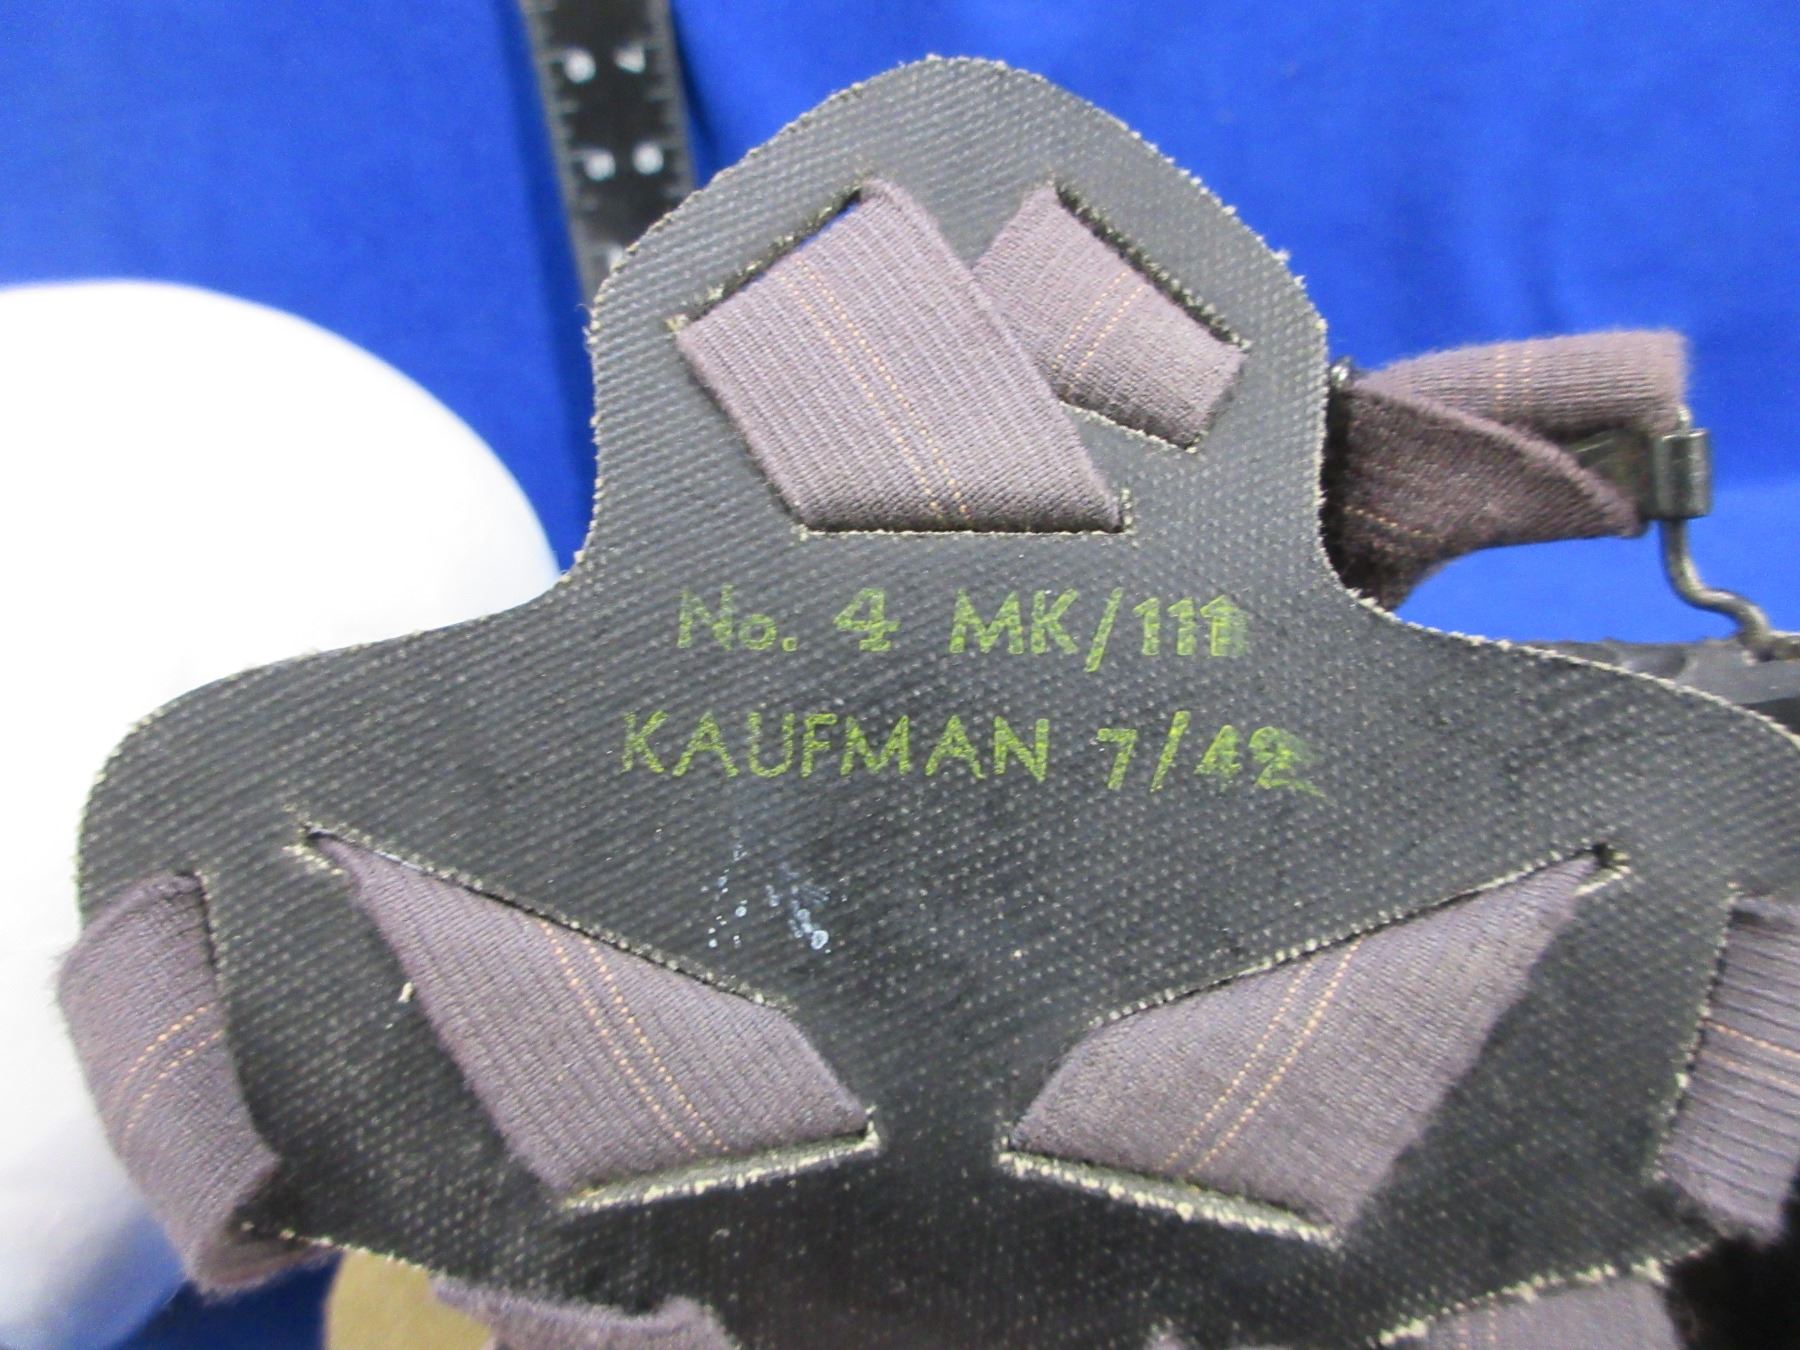 No. 4 MK/111
KAUFMAN 7/42